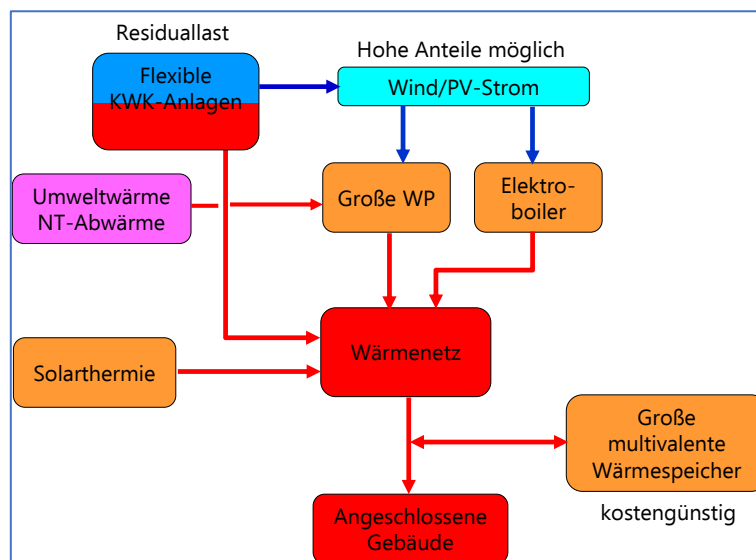 Residuallast
Hohe Anteile möglich
Flexible
KWK-Anlagen
Wind/PV-Strom
Umweltwärme
NT-Abwärme
Große WP
Elektro-
boiler
Wärmenetz
Solarthermie
Große
multivalente
Wärmespeicher
kostengünstig
Angeschlossene
Gebäude